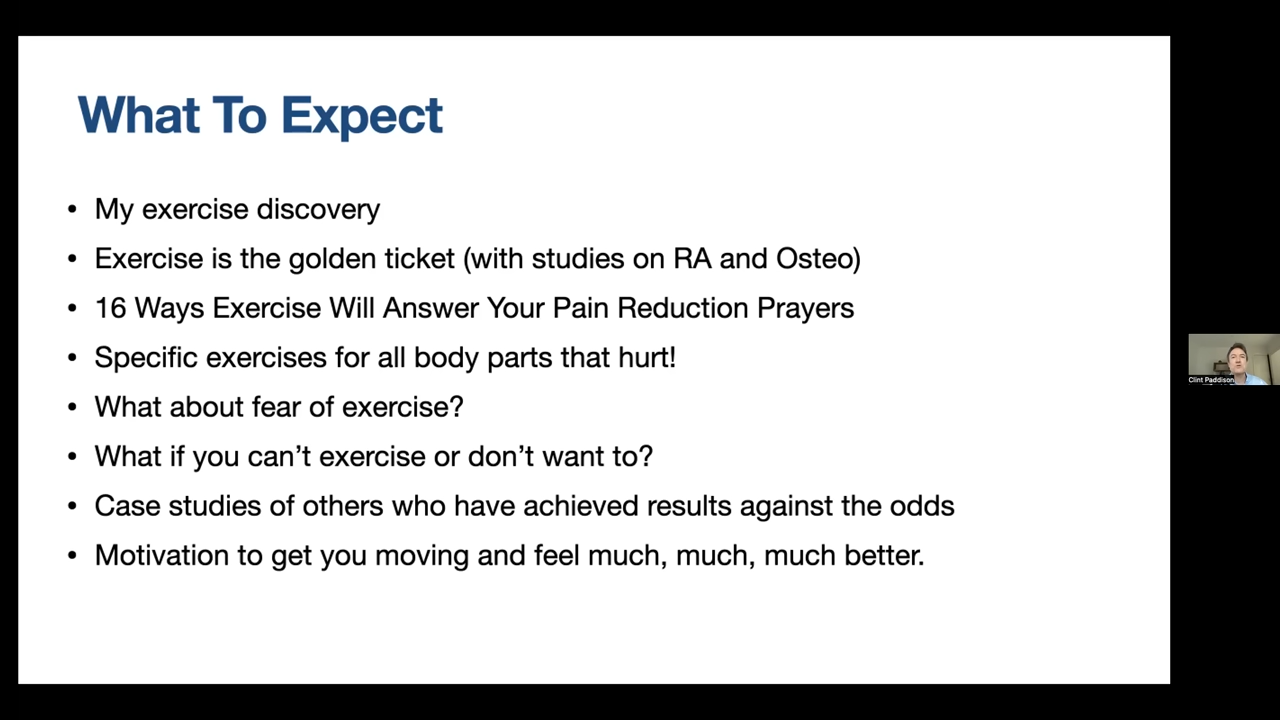 What To Expect
• My exercise discovery
• Exercise is the golden ticket (with studies on RA and Osteo)
• 16 Ways Exercise Will Answer Your Pain Reduction Prayers
• Specific exercises for all body parts that hurt!
• What about fear of exercise?
• What if you can’t exercise or don’t want to?
• Case studies of others who have achieved results against the odds
• Motivation to get you moving and feel much, much, much better.
Clint Paddison